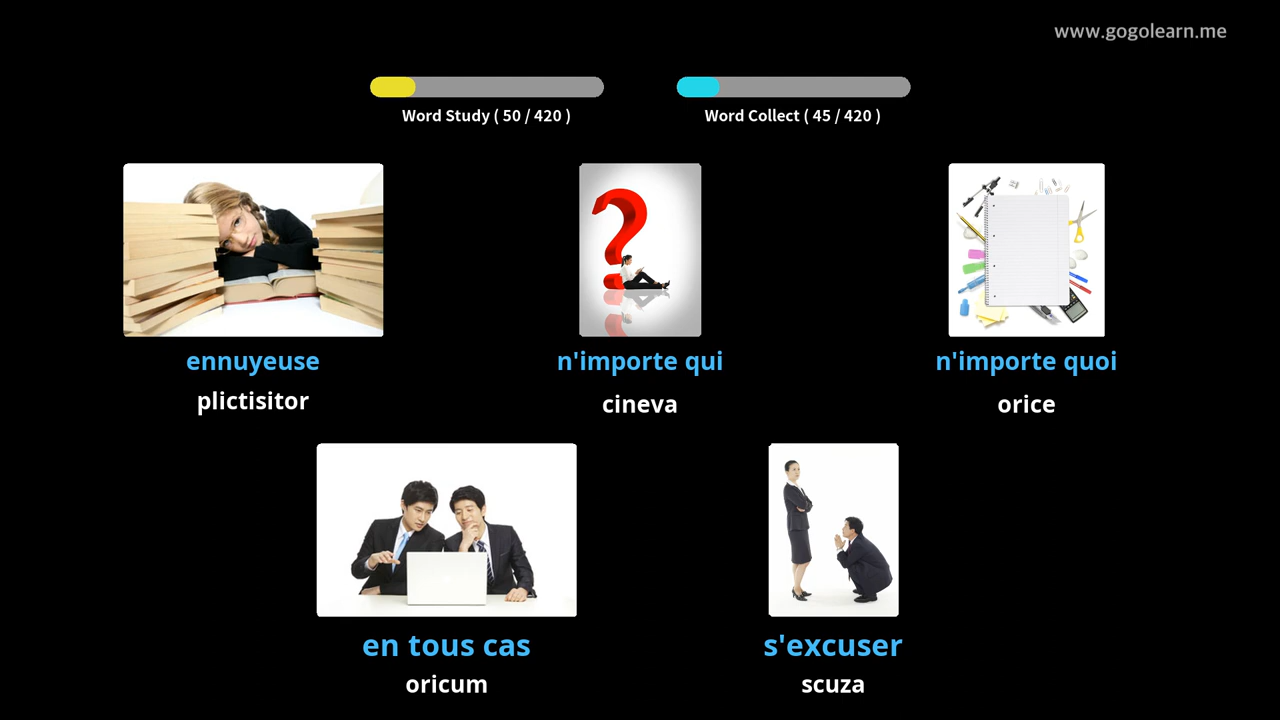 www.gogolearn.me
Word Study ( 50 / 420 )
Word Collect ( 45 / 420 )
ennuyeuse
plictisitor
n'importe qui
cineva
n'importe quoi
orice
en tous cas
oricum
s'excuser
scuza